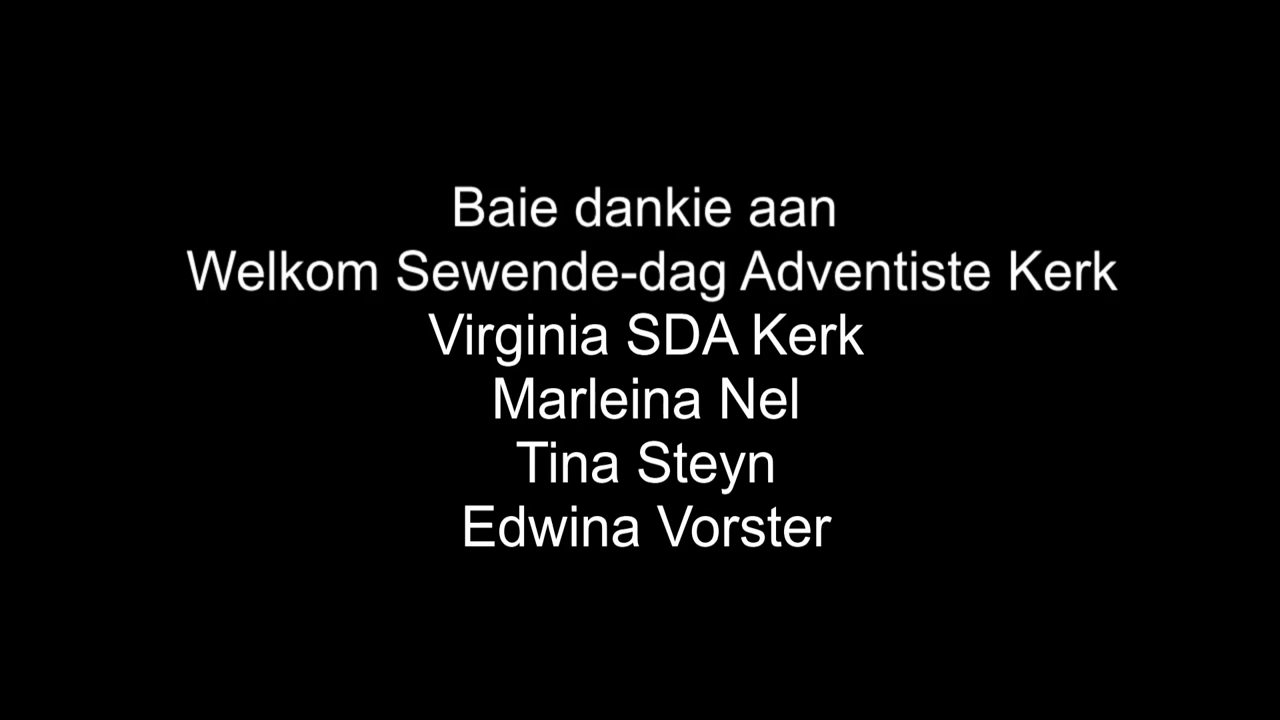 Baie dankie aan
Welkom Sewende-dag Adventiste Kerk
Virginia SDA Kerk
Marleina Nel
Tina Steyn
Edwina Vorster